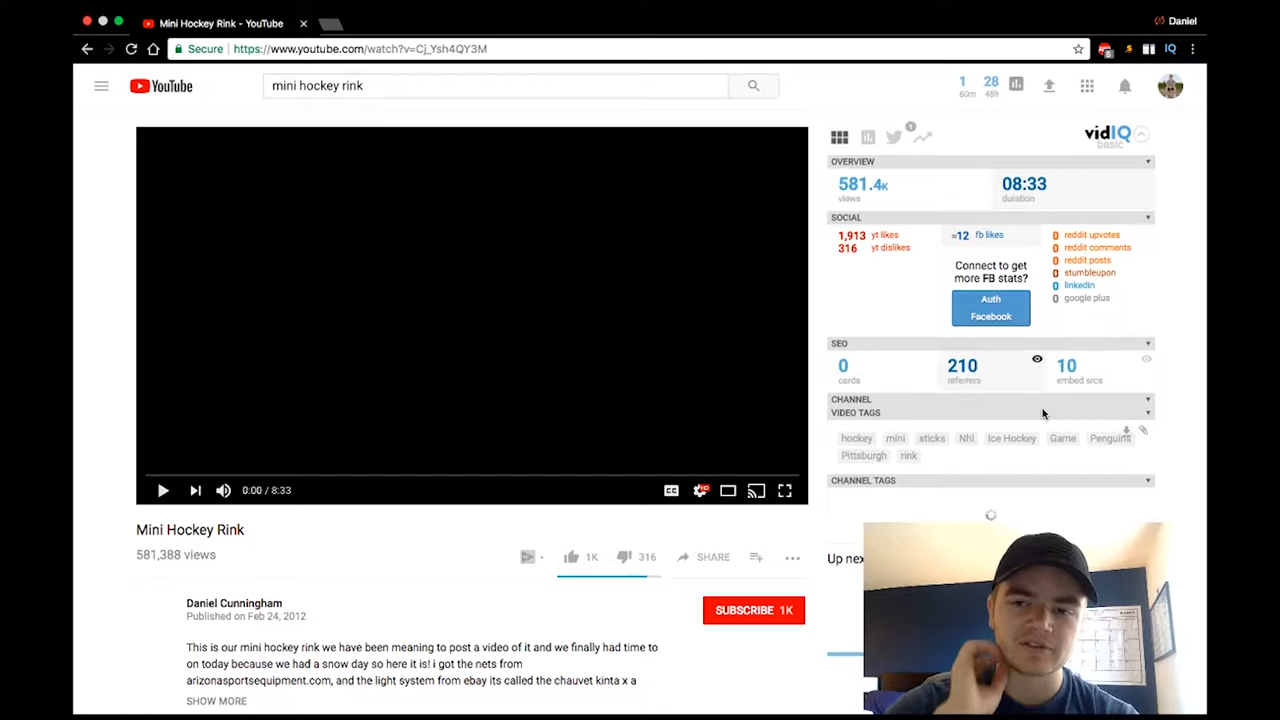 Mini Hockey Rink - YouTube
Daniel
Secure https://www.youtube.com/watch?v=Cj_Ysh4QY3M
6
S
IQ
YouTube
mini hockey rink
1 60m
28 48h
1
vidIQ
basic
OVERVIEW
581.4K views
08:33 duration
SOCIAL
1,913 yt likes
316 yt dislikes
≈12 fb likes
Connect to get
more FB stats?
Auth
Facebook
0 reddit upvotes
0 reddit comments
0 reddit posts
0 stumbleupon
0 linkedin
0 google plus
SEO
0 cards
210 referrers
10 embed srcs
CHANNEL
VIDEO TAGS
hockey mini sticks Nhl Ice Hockey Game Penguins
Pittsburgh rink
CHANNEL TAGS
0:00 / 8:33
CC
HD
Mini Hockey Rink
581,388 views
1K 316 SHARE
Up nex
Daniel Cunningham
Published on Feb 24, 2012
SUBSCRIBE 1K
This is our mini hockey rink we have been meaning to post a video of it and we finally had time to
on today because we had a snow day so here it is! i got the nets from
arizonasportsequipment.com, and the light system from ebay its called the chauvet kinta x a
SHOW MORE